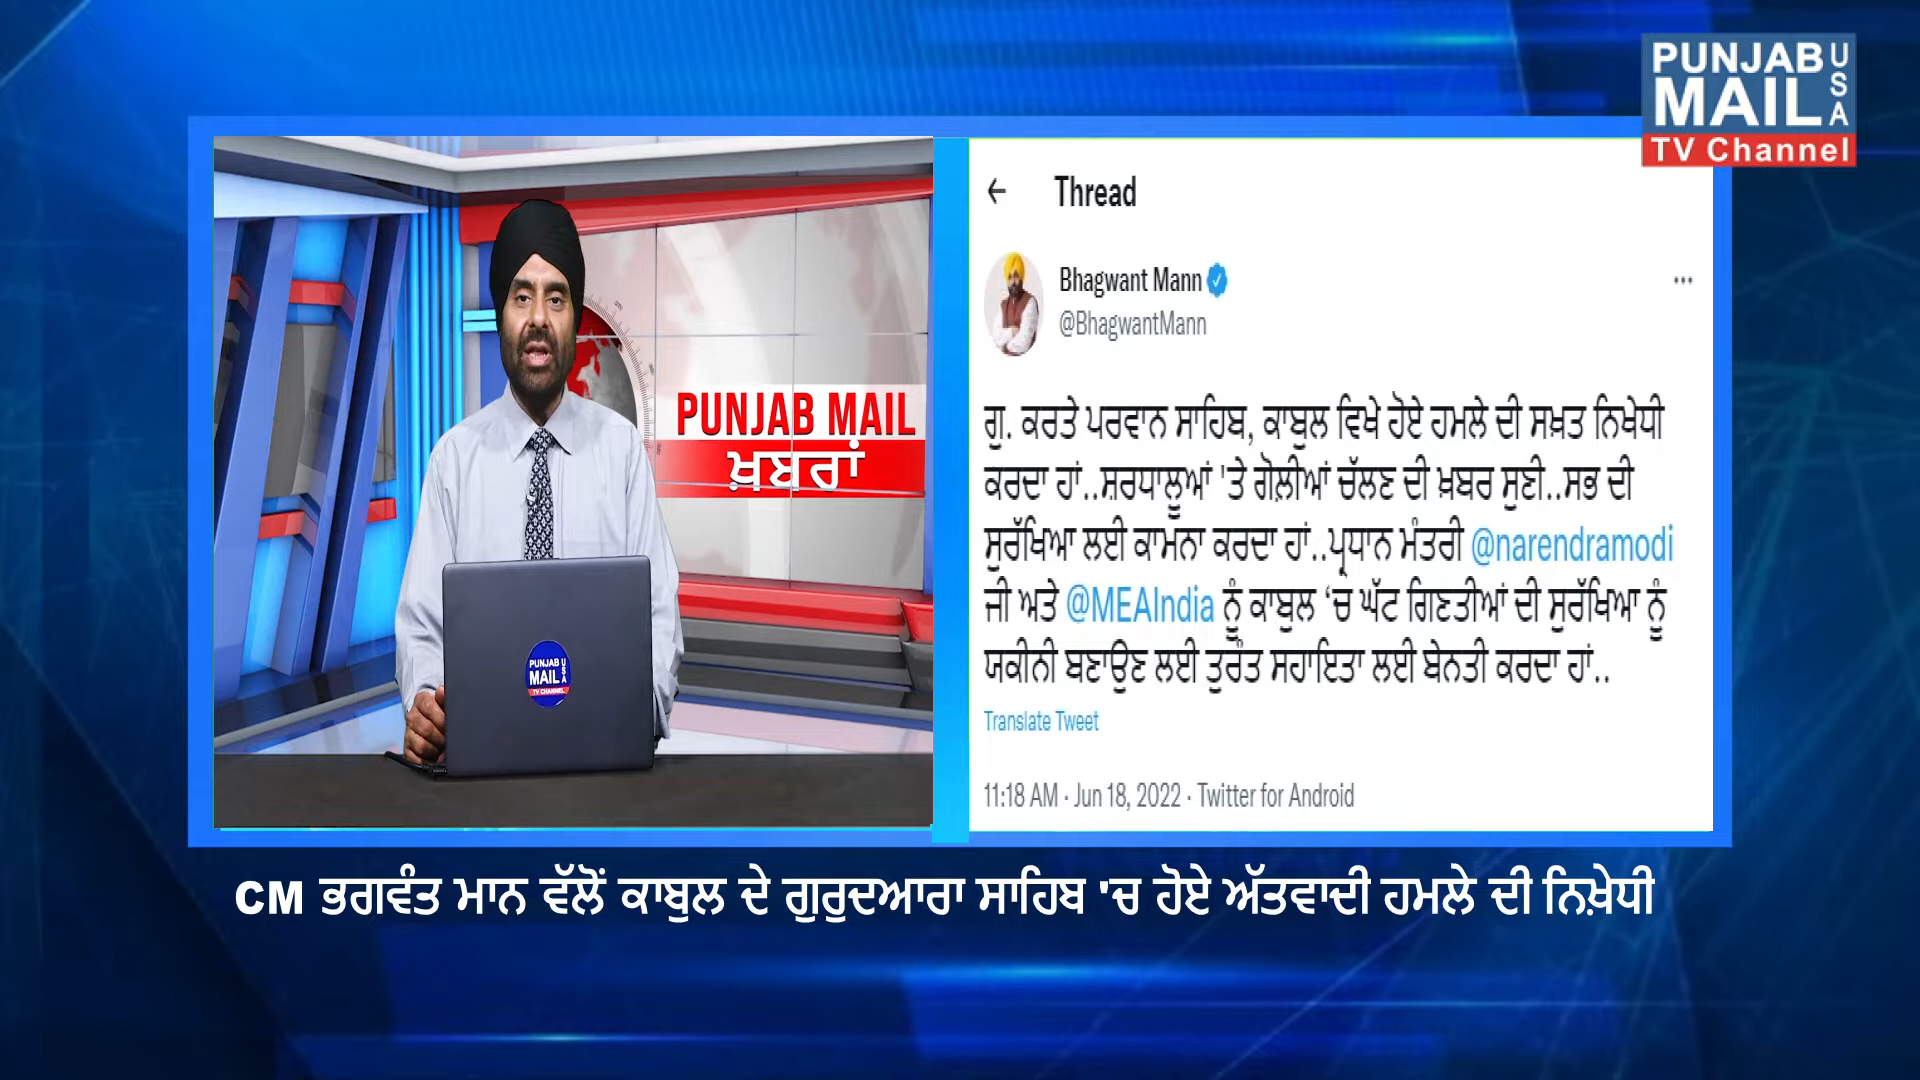 PUNJAB USA
MAIL
TV Channel
Thread
Bhagwant Mann
@BhagwantMann
ਗੁ. ਕਰਤੇ ਪਰਵਾਨ ਸਾਹਿਬ, ਕਾਬੁਲ ਵਿਖੇ ਹੋਏ ਹਮਲੇ ਦੀ ਸਖ਼ਤ ਨਿਖੇਧੀ
ਕਰਦਾ ਹਾਂ..ਸ਼ਰਧਾਲੂਆਂ 'ਤੇ ਗੋਲ਼ੀਆਂ ਚੱਲਣ ਦੀ ਖ਼ਬਰ ਸੁਣੀ..ਸਭ ਦੀ
ਸੁਰੱਖਿਆ ਲਈ ਕਾਮਨਾ ਕਰਦਾ ਹਾਂ..ਪ੍ਰਧਾਨ ਮੰਤਰੀ @narendramodi
ਜੀ ਅਤੇ @MEAIndia ਨੂੰ ਕਾਬੁਲ ‘ਚ ਘੱਟ ਗਿਣਤੀਆਂ ਦੀ ਸੁਰੱਖਿਆ ਨੂੰ
ਯਕੀਨੀ ਬਣਾਉਣ ਲਈ ਤੁਰੰਤ ਸਹਾਇਤਾ ਲਈ ਬੇਨਤੀ ਕਰਦਾ ਹਾਂ..
Translate Tweet
11:18 AM · Jun 18, 2022 · Twitter for Android
PUNJAB MAIL
ਖ਼ਬਰਾਂ
PUNJAB USA
MAIL
TV CHANNEL
CM ਭਗਵੰਤ ਮਾਨ ਵੱਲੋਂ ਕਾਬੁਲ ਦੇ ਗੁਰੁਦਆਰਾ ਸਾਹਿਬ 'ਚ ਹੋਏ ਅੱਤਵਾਦੀ ਹਮਲੇ ਦੀ ਨਿਖ਼ੇਧੀ